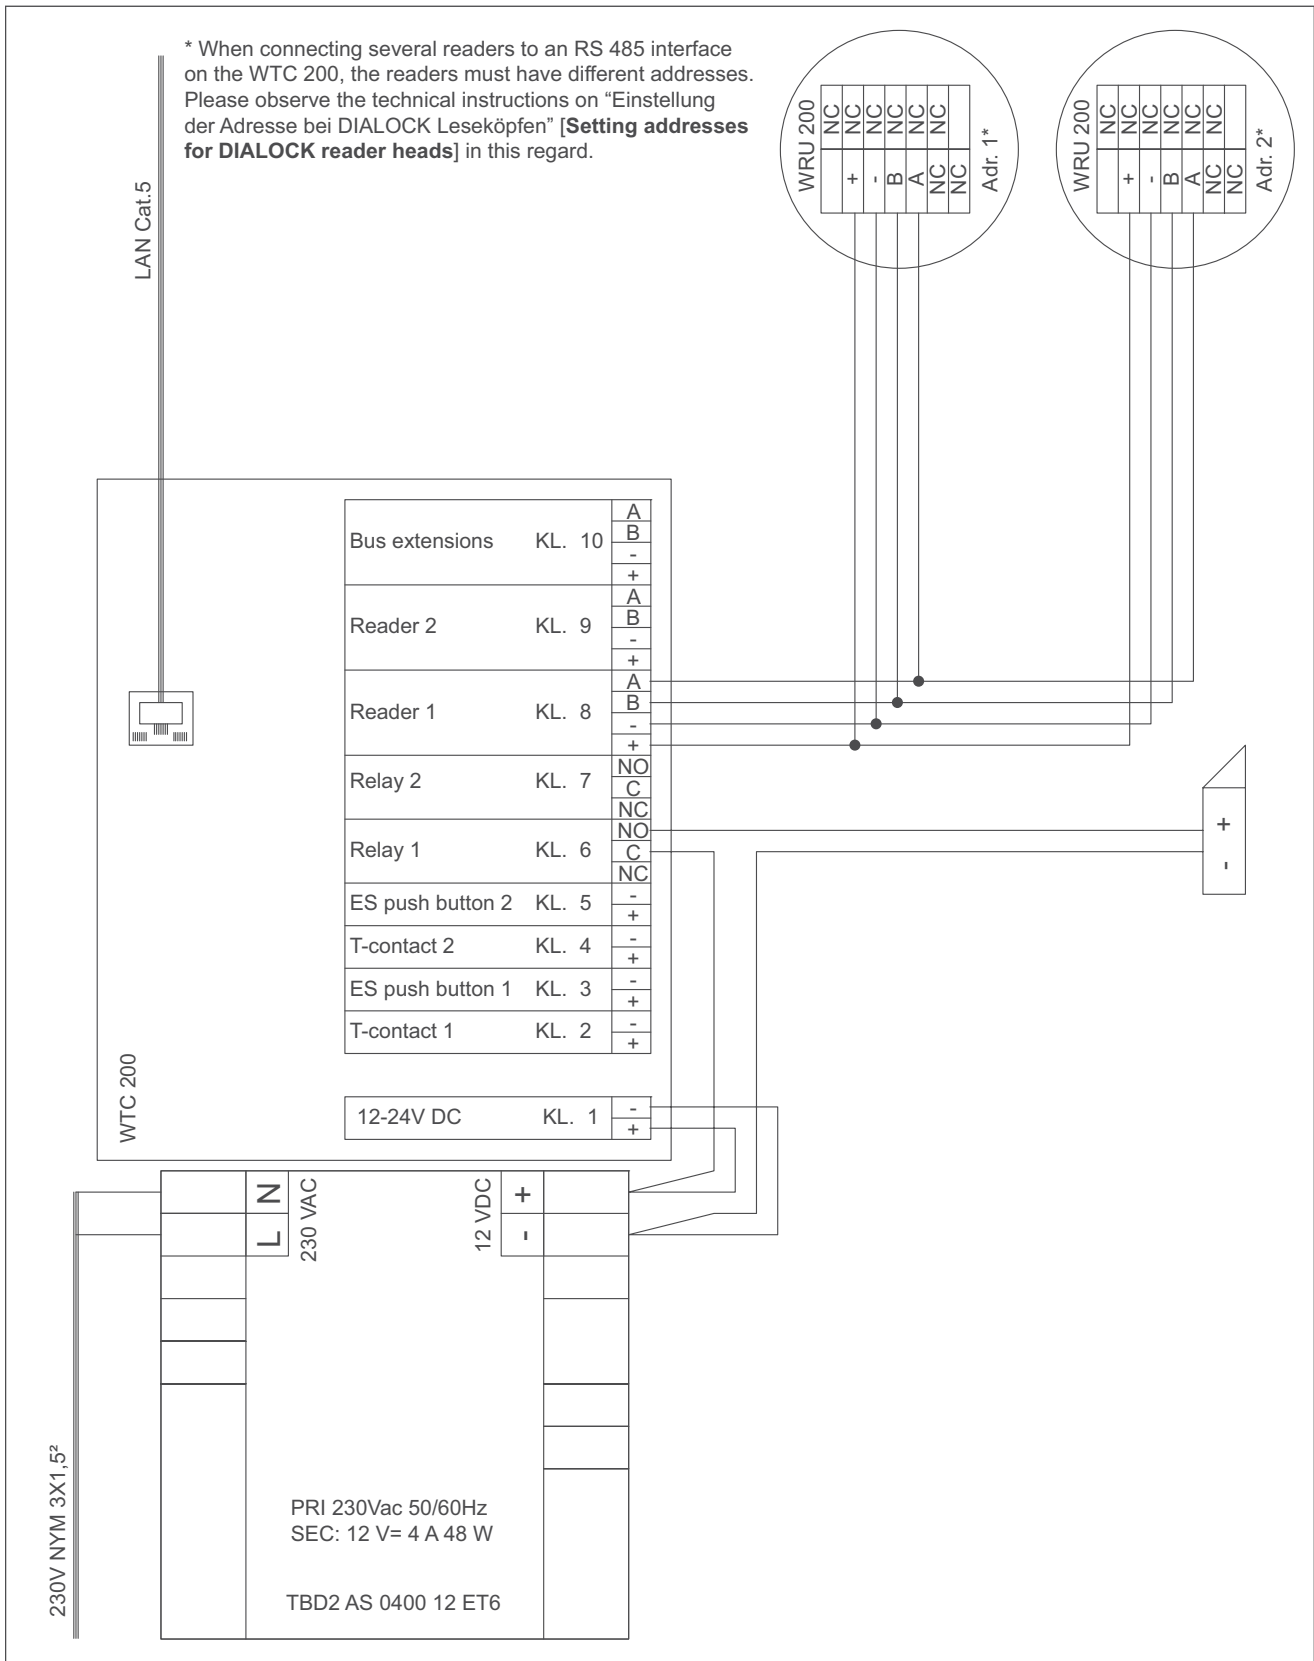 * When connecting several readers to an RS 485 interface
on the WTC 200, the readers must have different addresses.
Please observe the technical instructions on “Einstellung
der Adresse bei DIALOCK Leseköpfen” [Setting addresses
for DIALOCK reader heads] in this regard.
LAN Cat.5
WRU 200
NC NC NC NC NC NC
+ - B A NC NC
Adr. 1*
WRU 200
NC NC NC NC NC NC
+ - B A NC NC
Adr. 2*
Bus extensions KL. 10
A
B
-
+
Reader 2 KL. 9
A
B
-
+
Reader 1 KL. 8
A
B
-
+
Relay 2 KL. 7
NO
C
NC
Relay 1 KL. 6
NO
C
NC
ES push button 2 KL. 5
-
+
T-contact 2 KL. 4
-
+
ES push button 1 KL. 3
-
+
T-contact 1 KL. 2
-
+
+
-
WTC 200
12-24V DC KL. 1
-
+
N
L
230 VAC
12 VDC
+
-
230V NYM 3X1,5²
PRI 230Vac 50/60Hz
SEC: 12 V= 4 A 48 W
TBD2 AS 0400 12 ET6